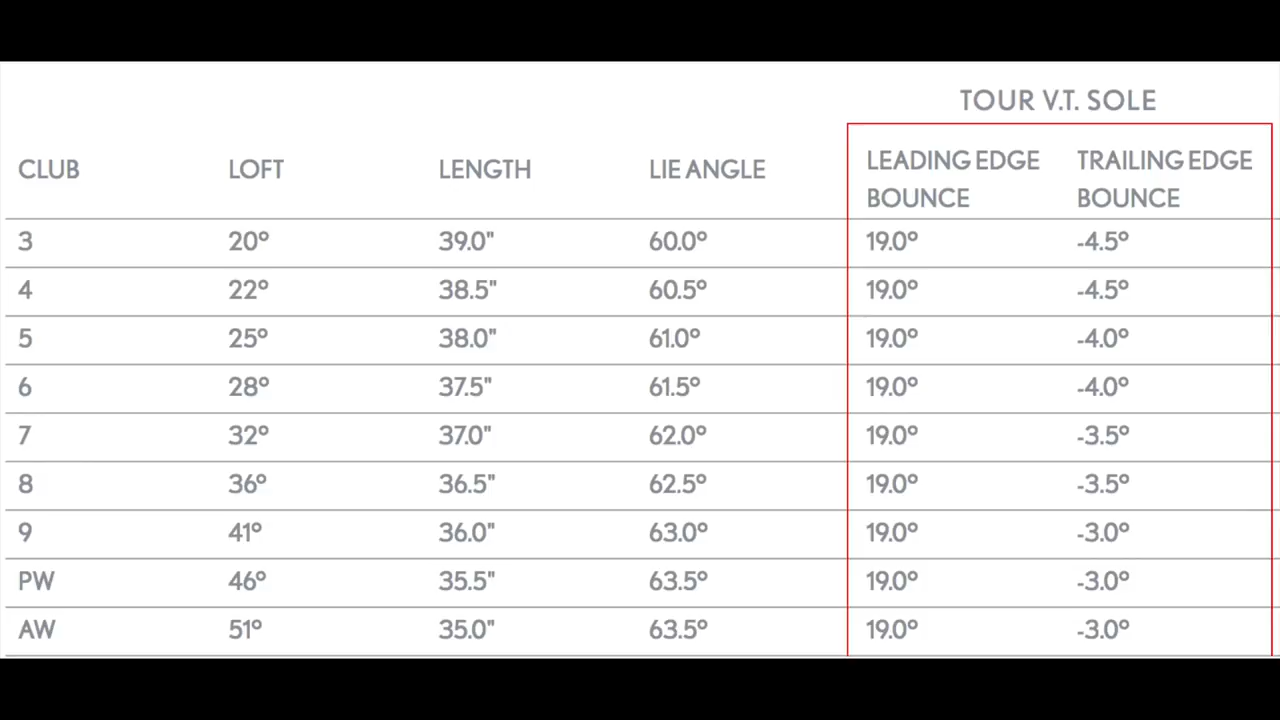 TOUR V.T. SOLE
CLUB LOFT LENGTH LIE ANGLE LEADING EDGE BOUNCE TRAILING EDGE BOUNCE
3 20° 39.0" 60.0° 19.0° -4.5°
4 22° 38.5" 60.5° 19.0° -4.5°
5 25° 38.0" 61.0° 19.0° -4.0°
6 28° 37.5" 61.5° 19.0° -4.0°
7 32° 37.0" 62.0° 19.0° -3.5°
8 36° 36.5" 62.5° 19.0° -3.5°
9 41° 36.0" 63.0° 19.0° -3.0°
PW 46° 35.5" 63.5° 19.0° -3.0°
AW 51° 35.0" 63.5° 19.0° -3.0°